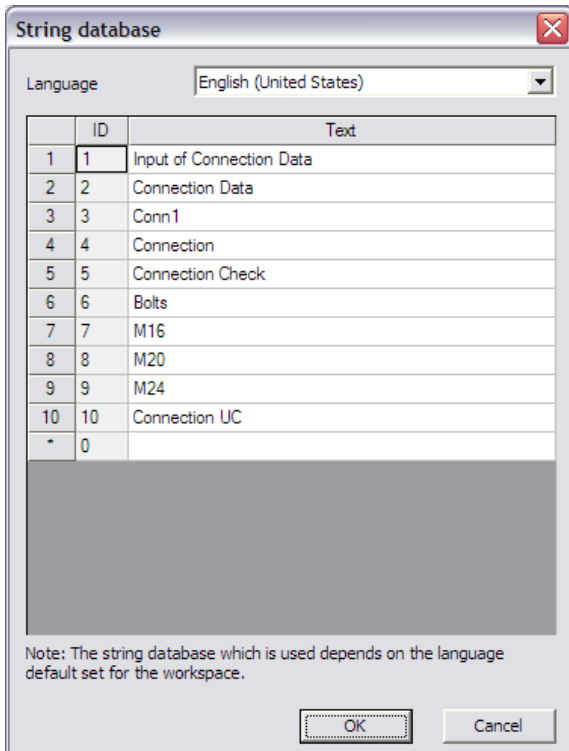 String database
Language English (United States)
ID Text
1 1 Input of Connection Data
2 2 Connection Data
3 3 Conn1
4 4 Connection
5 5 Connection Check
6 6 Bolts
7 7 M16
8 8 M20
9 9 M24
10 10 Connection UC
* 0
Note: The string database which is used depends on the language
default set for the workspace.
OK Cancel